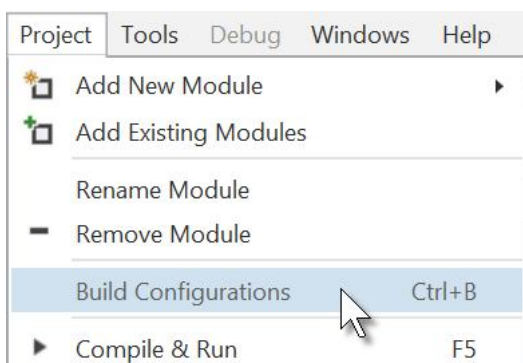 Project Tools Debug Windows Help
Add New Module
Add Existing Modules
Rename Module
Remove Module
Build Configurations Ctrl+B
Compile & Run F5